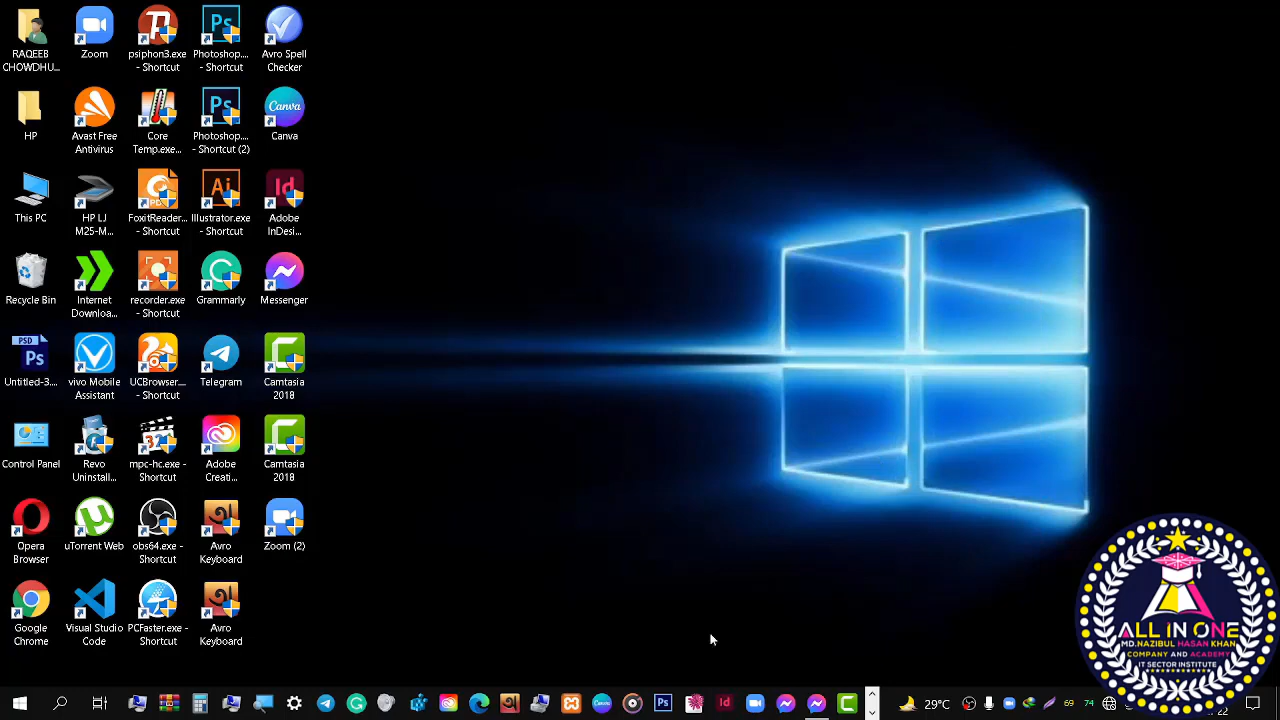 RAQEEB
CHOWDHU...
Zoom
psiphon3.exe
- Shortcut
Photoshop....
- Shortcut
Avro Spell
Checker
HP
Avast Free
Antivirus
Core
Temp.exe...
Photoshop....
- Shortcut (2)
Canva
This PC
HP LJ
M25-M...
FoxitReader...
- Shortcut
Illustrator.exe
- Shortcut
Adobe
InDesi...
Recycle Bin
Internet
Downloa...
recorder.exe
- Shortcut
Grammarly
Messenger
Untitled-3....
vivo Mobile
Assistant
UCBrowser....
- Shortcut
Telegram
Camtasia
2018
Control Panel
Revo
Uninstall...
mpc-hc.exe -
Shortcut
Adobe
Creati...
Camtasia
2018
Opera
Browser
uTorrent Web
obs64.exe -
Shortcut
Avro
Keyboard
Zoom (2)
Google
Chrome
Visual Studio
Code
PCFaster.exe -
Shortcut
Avro
Keyboard
ALL IN ONE
MD.NAZIBUL HASAN KHAN
COMPANY AND ACADEMY
IT SECTOR INSTITUTE
29°C
69
74